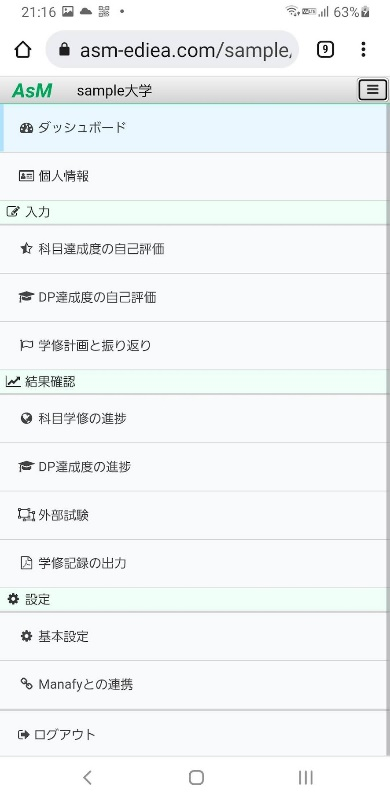 21:16
63%
asm-ediea.com/sample,
9
AsM sample大学
ダッシュボード
個人情報
入力
科目達成度の自己評価
DP達成度の自己評価
学修計画と振り返り
結果確認
科目学修の進捗
DP達成度の進捗
外部試験
学修記録の出力
設定
基本設定
Manafyとの連携
ログアウト